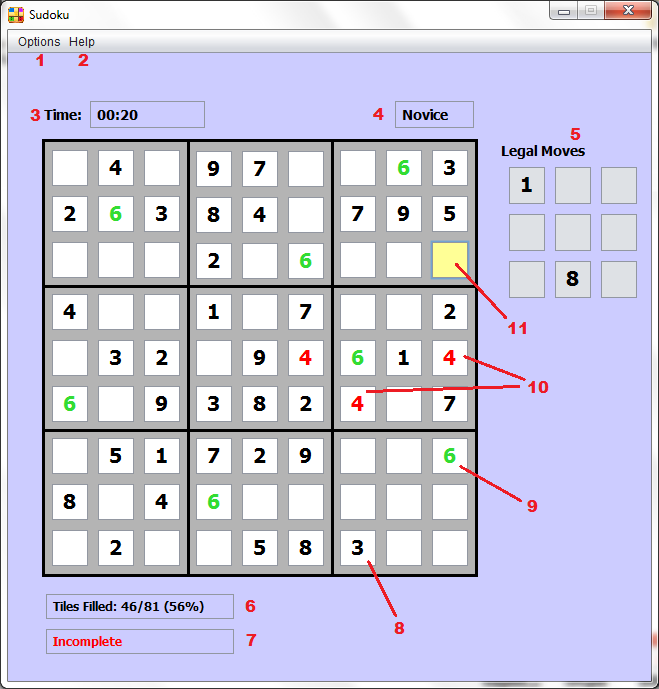 Sudoku
Options Help
1 2
3 Time: 00:20 4 Novice
5
Legal Moves
4 9 7 6 3 1
2 6 3 8 4 7 9 5
2 6 8
11
4 1 7 2
3 2 9 4 6 1 4
10
6 9 3 8 2 4 7
5 1 7 2 9 6
8 4 6 9
2 5 8 3
Tiles Filled: 46/81 (56%) 6
8
Incomplete 7